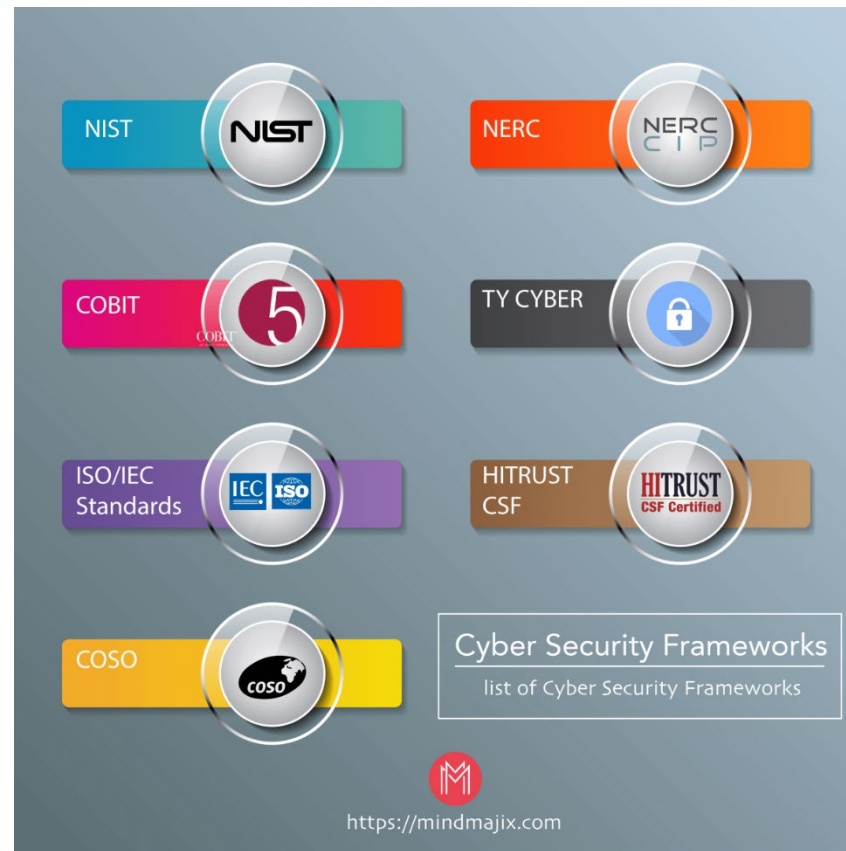 NIST
NIST
NERC
NERC
CIP
COBIT
COBIT
5
TY CYBER
ISO/IEC
Standards
IEC
ISO
HITRUST
CSF
HITRUST
CSF Certified
COSO
COSO
Cyber Security Frameworks
list of Cyber Security Frameworks
M
https://mindmajix.com